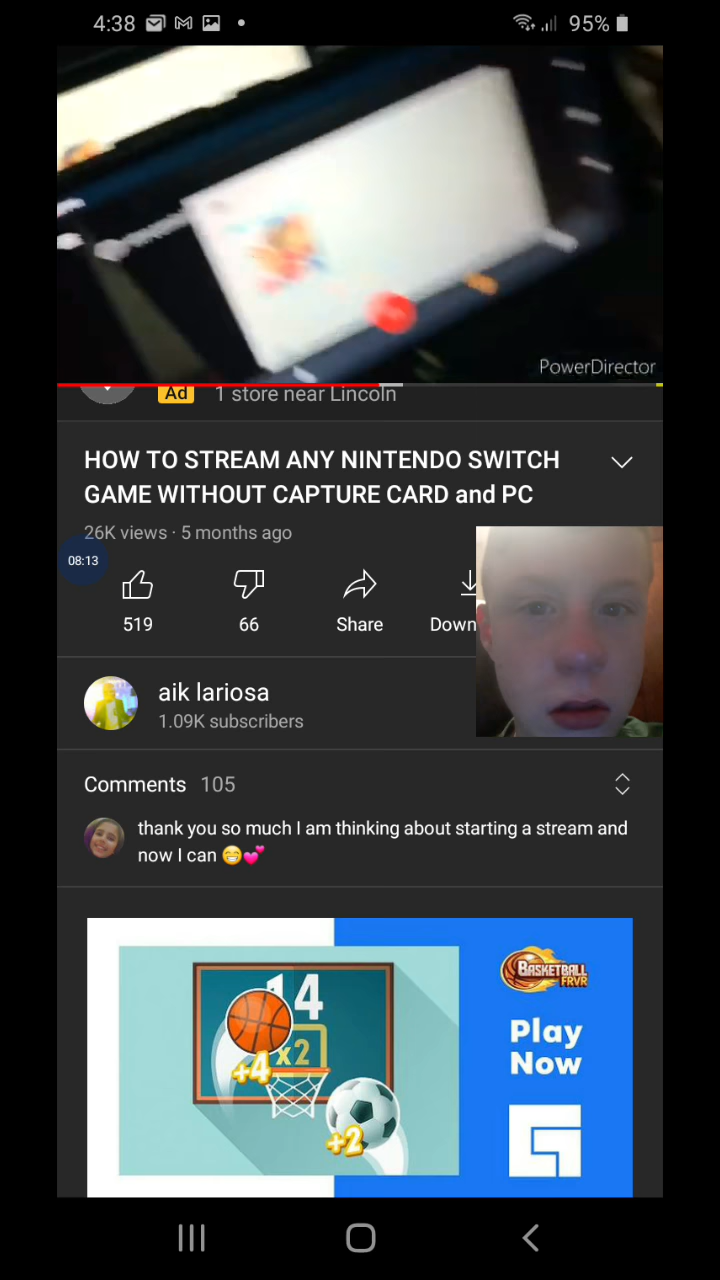 4:38
95%
PowerDirector
Ad 1 store near Lincoln
HOW TO STREAM ANY NINTENDO SWITCH
GAME WITHOUT CAPTURE CARD and PC
26K views · 5 months ago
08:13
519 66 Share Down
aik lariosa
1.09K subscribers
Comments 105
thank you so much I am thinking about starting a stream and
now I can 😁💕
14
x2
+4
+2
BASKETBALL
FRVR
Play
Now